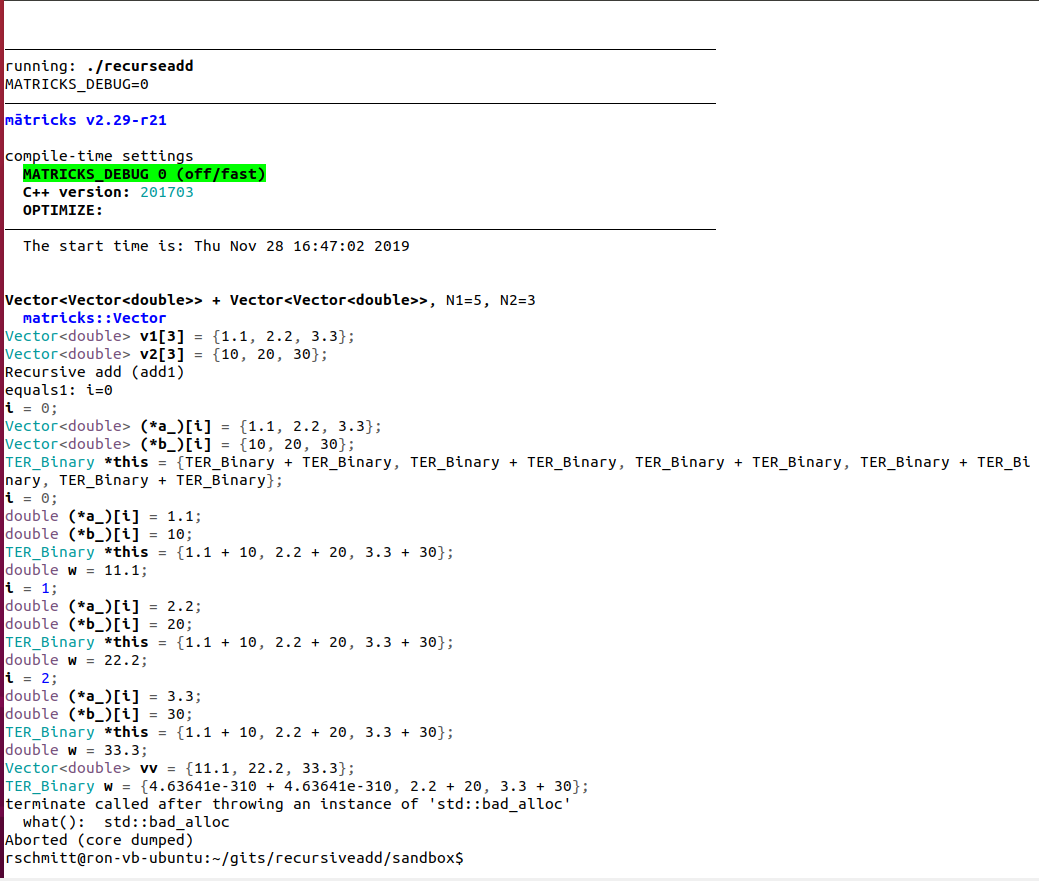 running: ./recurseadd
MATRICKS_DEBUG=0
mātricks v2.29-r21
compile-time settings
MATRICKS_DEBUG 0 (off/fast)
C++ version: 201703
OPTIMIZE:
The start time is: Thu Nov 28 16:47:02 2019
Vector<Vector<double>> + Vector<Vector<double>>, N1=5, N2=3
matricks::Vector
Vector<double> v1[3] = {1.1, 2.2, 3.3};
Vector<double> v2[3] = {10, 20, 30};
Recursive add (add1)
equals1: i=0
i = 0;
Vector<double> (*a_)[i] = {1.1, 2.2, 3.3};
Vector<double> (*b_)[i] = {10, 20, 30};
TER_Binary *this = {TER_Binary + TER_Binary, TER_Binary + TER_Binary, TER_Binary + TER_Binary, TER_Binary + TER_Bi
nary, TER_Binary + TER_Binary};
i = 0;
double (*a_)[i] = 1.1;
double (*b_)[i] = 10;
TER_Binary *this = {1.1 + 10, 2.2 + 20, 3.3 + 30};
double w = 11.1;
i = 1;
double (*a_)[i] = 2.2;
double (*b_)[i] = 20;
TER_Binary *this = {1.1 + 10, 2.2 + 20, 3.3 + 30};
double w = 22.2;
i = 2;
double (*a_)[i] = 3.3;
double (*b_)[i] = 30;
TER_Binary *this = {1.1 + 10, 2.2 + 20, 3.3 + 30};
double w = 33.3;
Vector<double> vv = {11.1, 22.2, 33.3};
TER_Binary w = {4.63641e-310 + 4.63641e-310, 2.2 + 20, 3.3 + 30};
terminate called after throwing an instance of 'std::bad_alloc'
what():  std::bad_alloc
Aborted (core dumped)
rschmitt@ron-vb-ubuntu:~/gits/recursiveadd/sandbox$